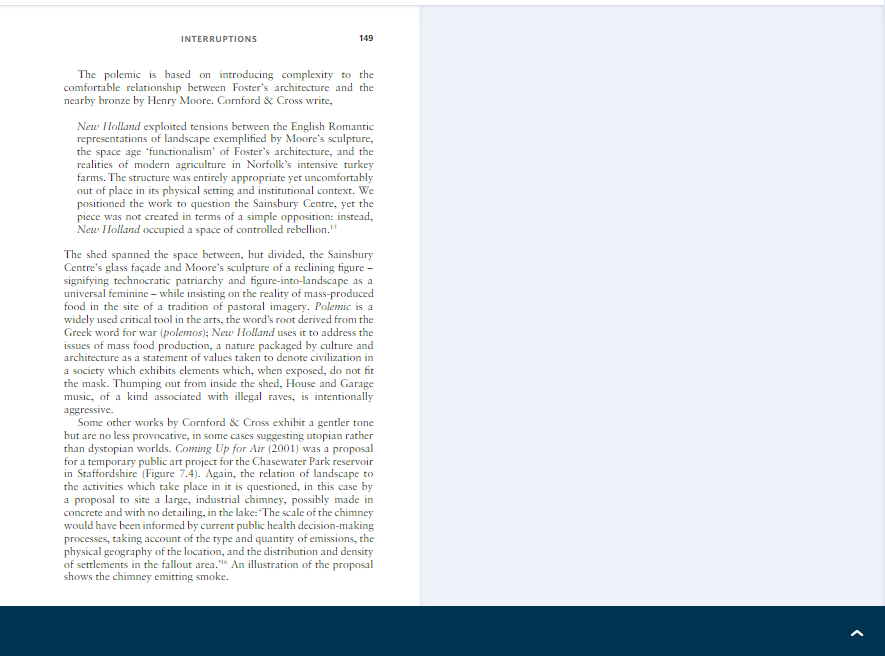 INTERRUPTIONS 149
The polemic is based on introducing complexity to the
comfortable relationship between Foster's architecture and the
nearby bronze by Henry Moore. Cornford & Cross write,
New Holland exploited tensions between the English Romantic
representations of landscape exemplified by Moore's sculpture,
the space age ‘functionalism’ of Foster's architecture, and the
realities of modern agriculture in Norfolk's intensive turkey
farms. The structure was entirely appropriate yet uncomfortably
out of place in its physical setting and institutional context. We
positioned the work to question the Sainsbury Centre, yet the
piece was not created in terms of a simple opposition: instead,
New Holland occupied a space of controlled rebellion.15
The shed spanned the space between, but divided, the Sainsbury
Centre's glass façade and Moore's sculpture of a reclining figure –
signifying technocratic patriarchy and figure-into-landscape as a
universal feminine – while insisting on the reality of mass-produced
food in the site of a tradition of pastoral imagery. Polemic is a
widely used critical tool in the arts, the word's root derived from the
Greek word for war (polemos); New Holland uses it to address the
issues of mass food production, a nature packaged by culture and
architecture as a statement of values taken to denote civilization in
a society which exhibits elements which, when exposed, do not fit
the mask. Thumping out from inside the shed, House and Garage
music, of a kind associated with illegal raves, is intentionally
aggressive.
Some other works by Cornford & Cross exhibit a gentler tone
but are no less provocative, in some cases suggesting utopian rather
than dystopian worlds. Coming Up for Air (2001) was a proposal
for a temporary public art project for the Chasewater Park reservoir
in Staffordshire (Figure 7.4). Again, the relation of landscape to
the activities which take place in it is questioned, in this case by
a proposal to site a large, industrial chimney, possibly made in
concrete and with no detailing, in the lake: ‘The scale of the chimney
would have been informed by current public health decision-making
processes, taking account of the type and quantity of emissions, the
physical geography of the location, and the distribution and density
of settlements in the fallout area.’16 An illustration of the proposal
shows the chimney emitting smoke.